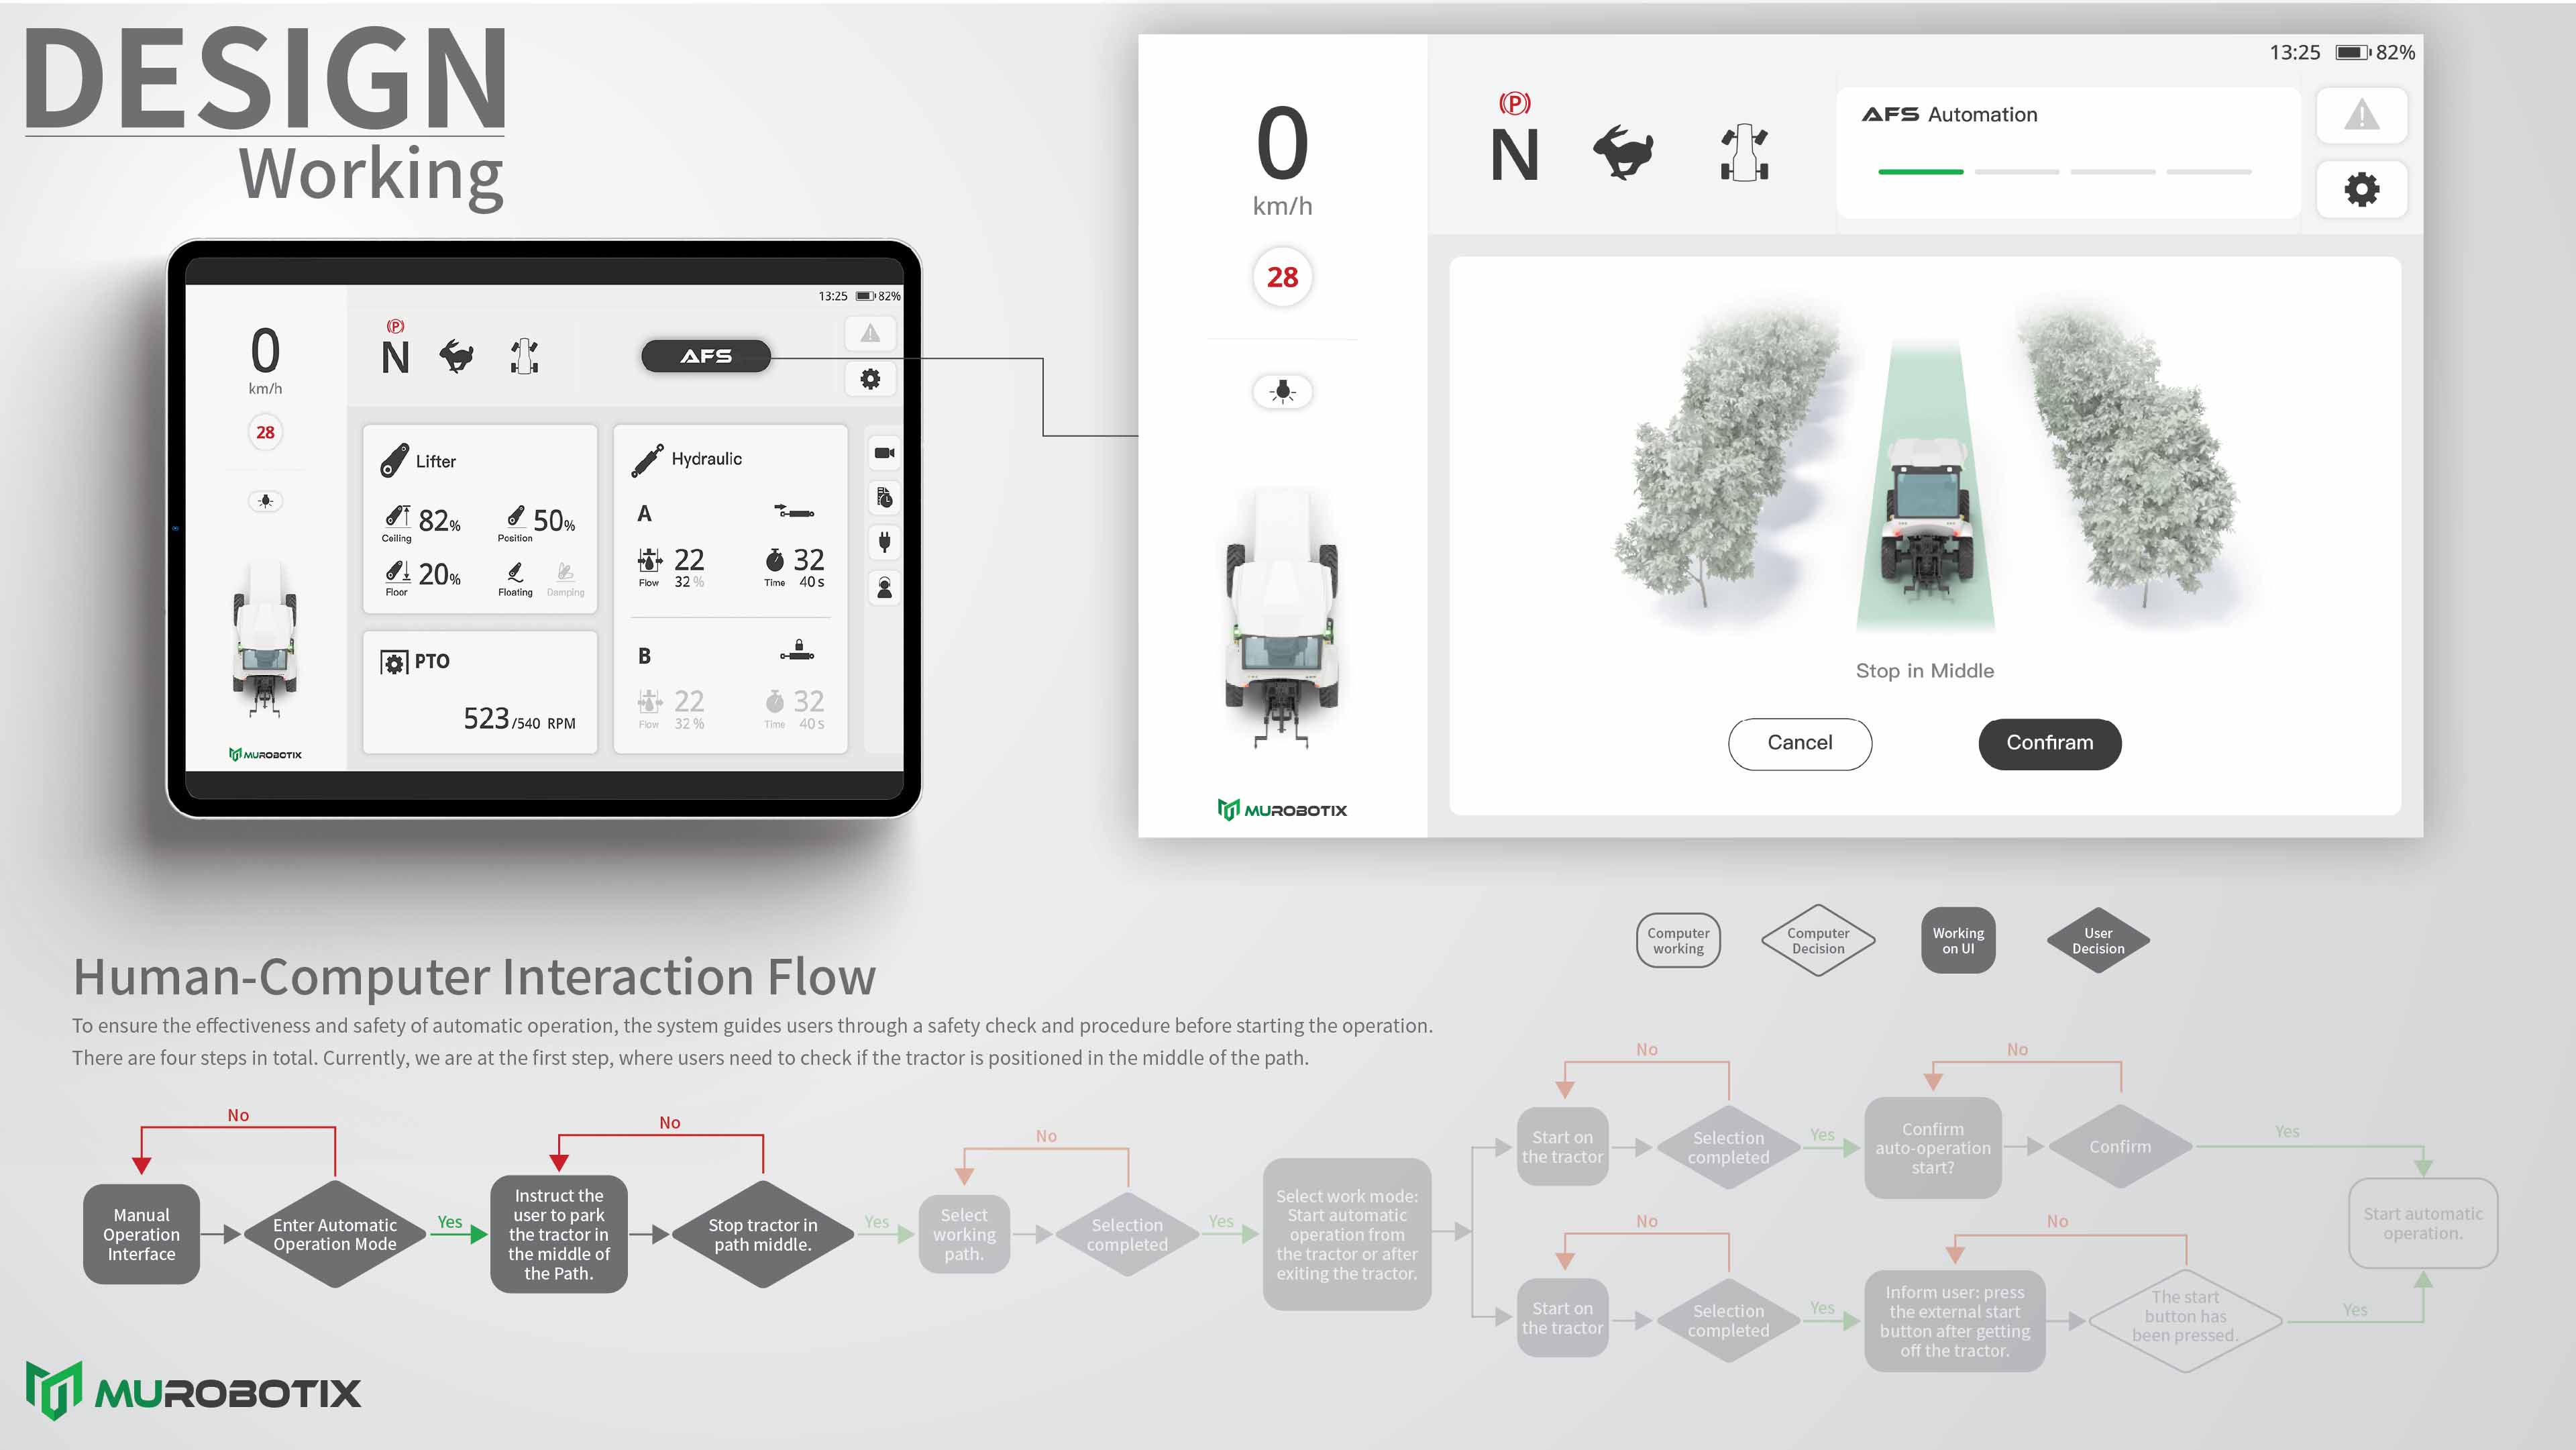 DESIGN
Working
13:25 82%
0
km/h
28
(P)
N
AFS
Lifter
82%
Ceiling
50%
Position
20%
Floor
Floating
Damping
PTO
523/540 RPM
Hydraulic
A
22
Flow 32 %
32
Time 40 s
B
22
Flow 32 %
32
Time 40 s
MUROBOTIX
13:25 82%
0
km/h
28
(P)
N
AFS Automation
Stop in Middle
Cancel
Confiram
MUROBOTIX
Computer
working
Computer
Decision
Working
on UI
User
Decision
Human-Computer Interaction Flow
To ensure the effectiveness and safety of automatic operation, the system guides users through a safety check and procedure before starting the operation.
There are four steps in total. Currently, we are at the first step, where users need to check if the tractor is positioned in the middle of the path.
No
Manual
Operation
Interface
Enter Automatic
Operation Mode
Yes
No
Instruct the
user to park
the tractor in
the middle of
the Path.
Stop tractor in
path middle.
Yes
No
Select
working
path.
Selection
completed
Yes
Select work mode:
Start automatic
operation from
the tractor or after
exiting the tractor.
No
Start on
the tractor
Selection
completed
Yes
No
Confirm
auto-operation
start?
Confirm
Yes
No
Start on
the tractor
Selection
completed
Yes
No
Inform user: press
the external start
button after getting
off the tractor.
The start
button has
been pressed.
Yes
Start automatic
operation.
MUROBOTIX